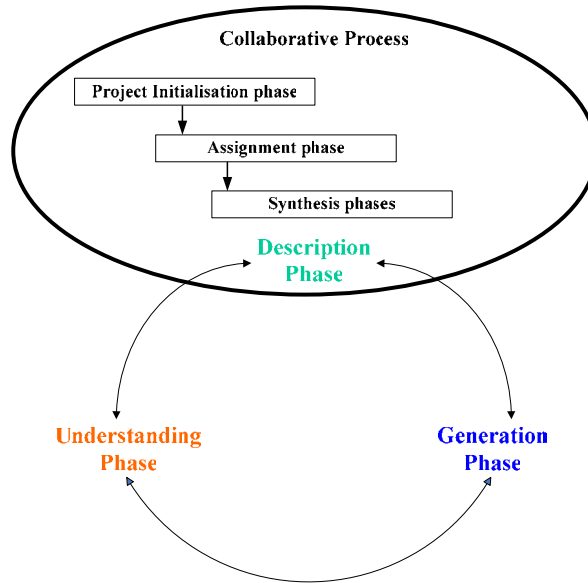 Collaborative Process
Project Initialisation phase
Assignment phase
Synthesis phases
Description
Phase
Understanding
Phase
Generation
Phase